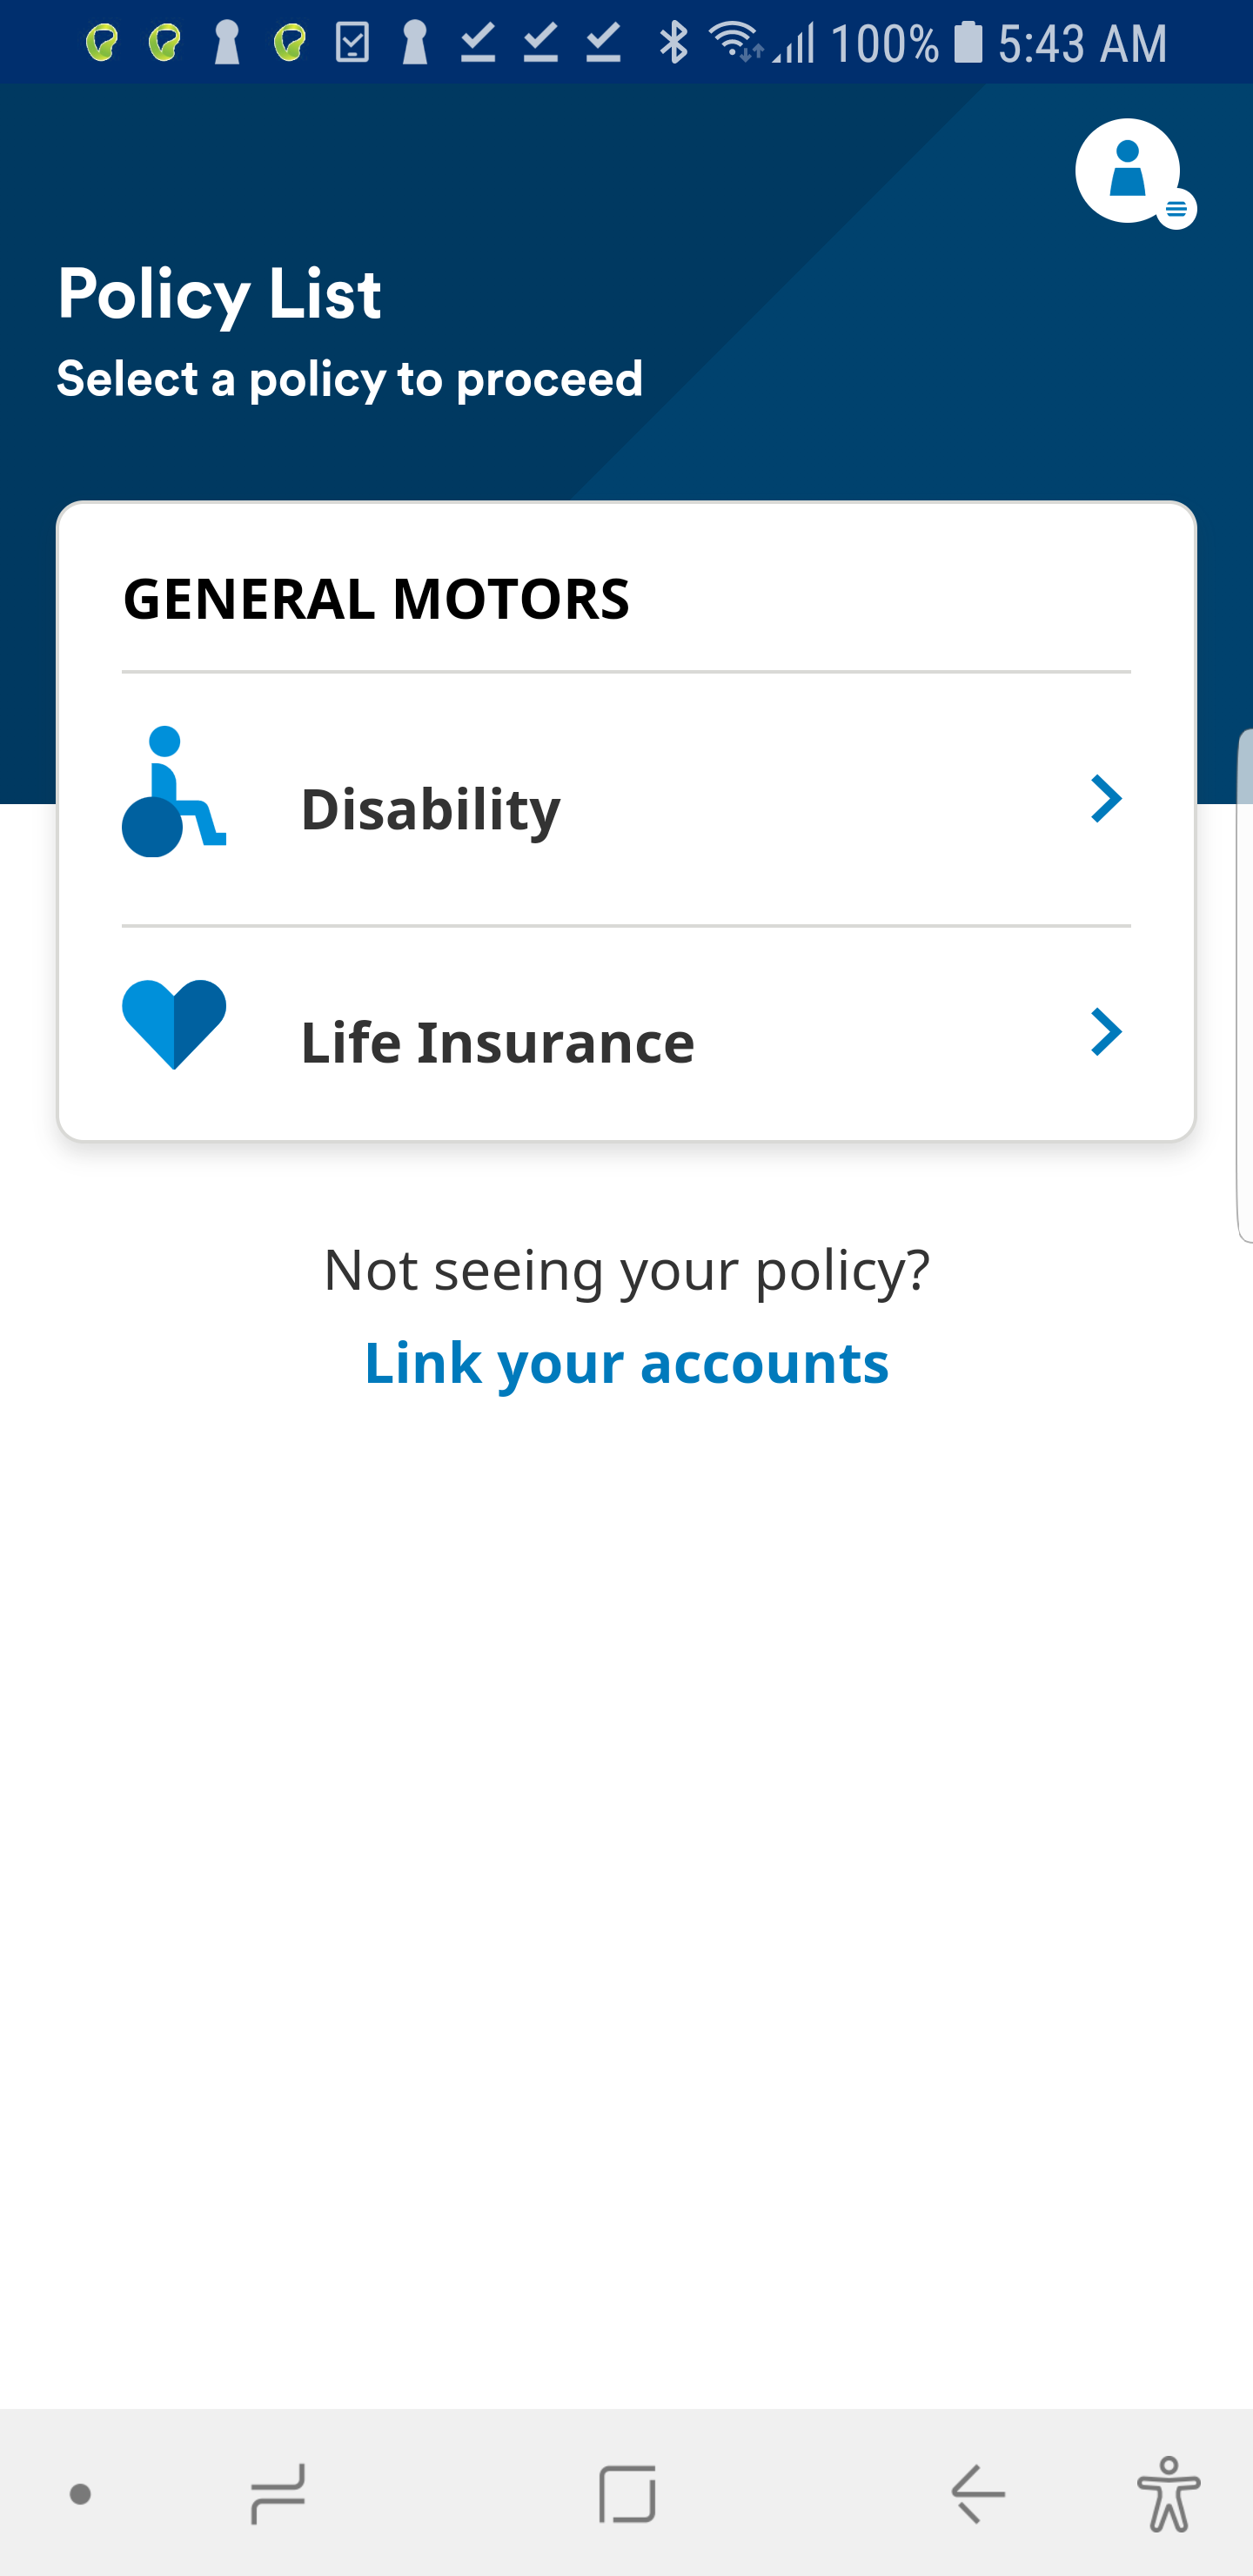 100% 5:43 AM
Policy List
Select a policy to proceed
GENERAL MOTORS
Disability
Life Insurance
Not seeing your policy?
Link your accounts